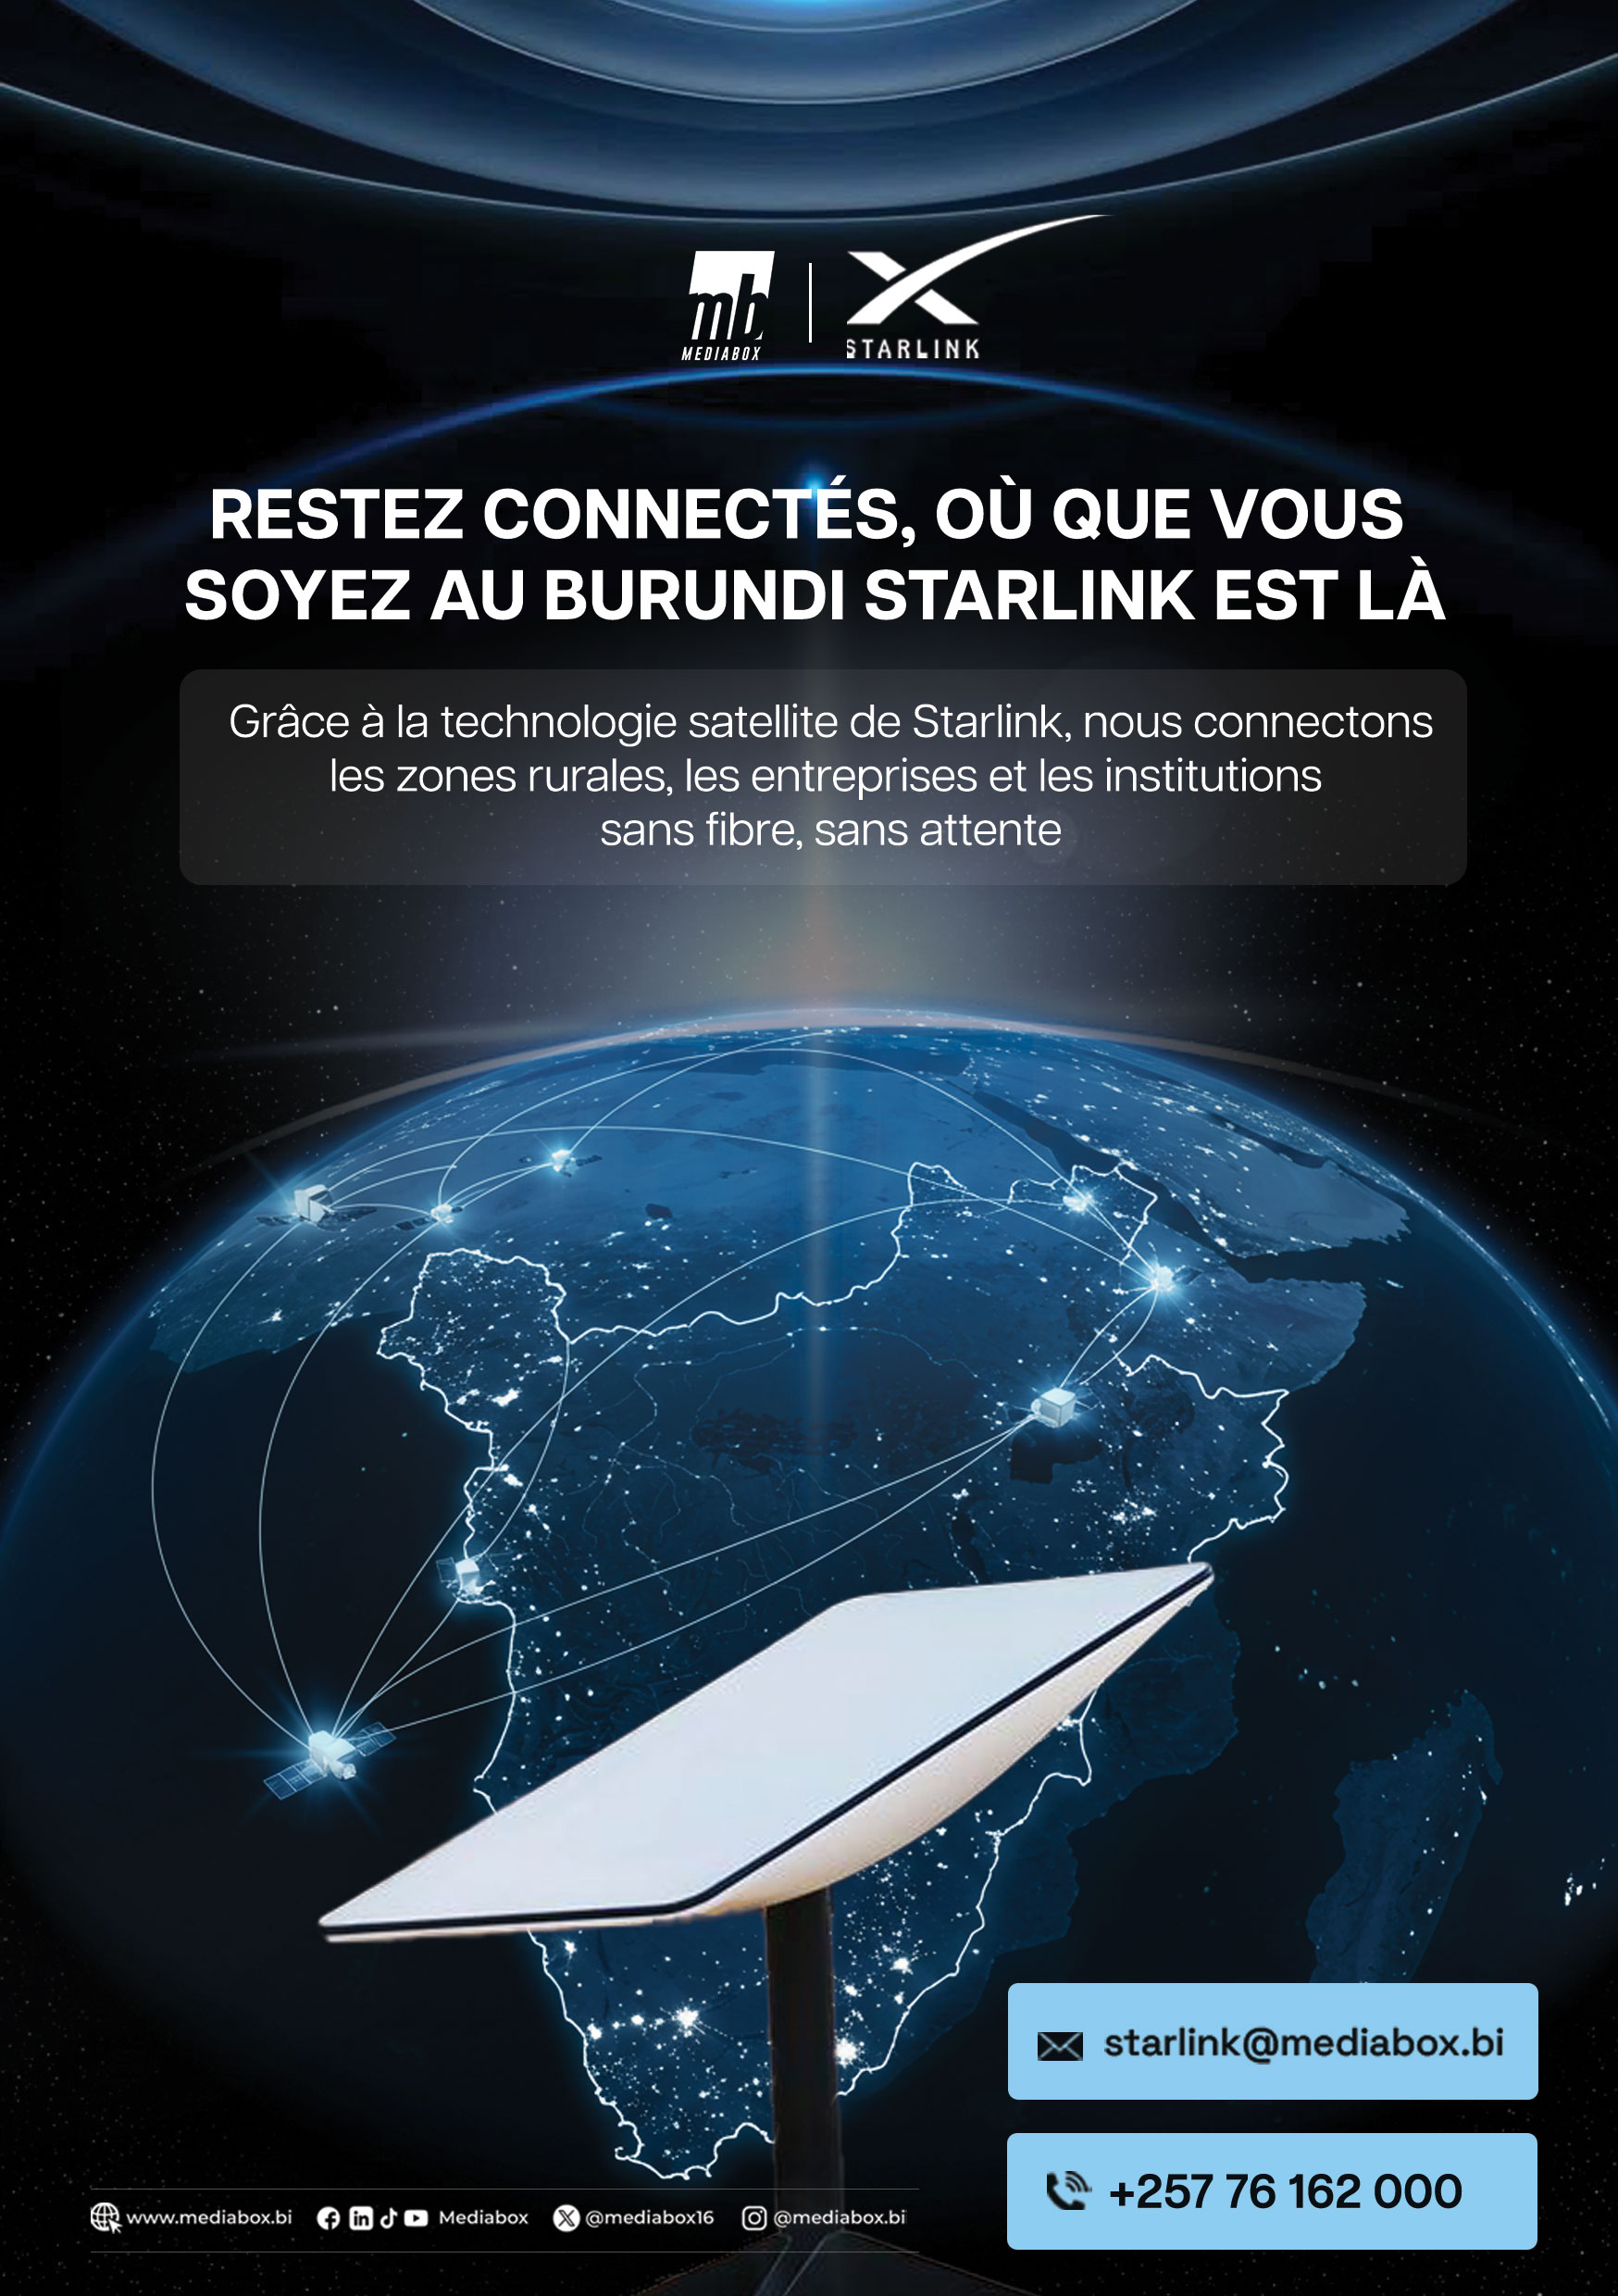 mb
MEDIABOX
STARLINK
RESTEZ CONNECTÉS, OÙ QUE VOUS
SOYEZ AU BURUNDI STARLINK EST LÀ
Grâce à la technologie satellite de Starlink, nous connectons
les zones rurales, les entreprises et les institutions
sans fibre, sans attente
starlink@mediabox.bi
+257 76 162 000
www.mediabox.bi Mediabox @mediabox16 @mediabox.bi